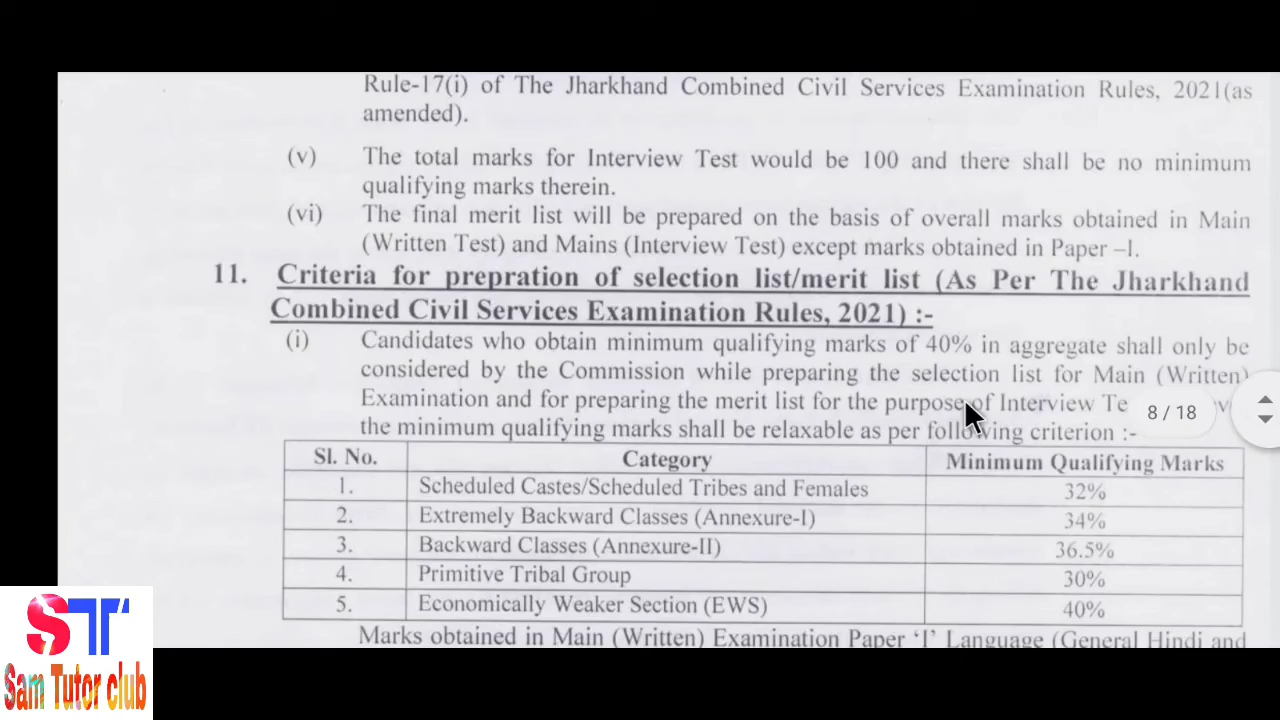 Rule-17(i) of The Jharkhand Combined Civil Services Examination Rules, 2021(as
amended).
(v) The total marks for Interview Test would be 100 and there shall be no minimum
qualifying marks therein.
(vi) The final merit list will be prepared on the basis of overall marks obtained in Main
(Written Test) and Mains (Interview Test) except marks obtained in Paper –I.
11. Criteria for prepration of selection list/merit list (As Per The Jharkhand
Combined Civil Services Examination Rules, 2021) :-
(i) Candidates who obtain minimum qualifying marks of 40% in aggregate shall only be
considered by the Commission while preparing the selection list for Main (Written)
Examination and for preparing the merit list for the purpose of Interview
8 / 18
the minimum qualifying marks shall be relaxable as per following criterion :-
Sl. No. Category Minimum Qualifying Marks
1. Scheduled Castes/Scheduled Tribes and Females 32%
2. Extremely Backward Classes (Annexure-I) 34%
3. Backward Classes (Annexure-II) 36.5%
4. Primitive Tribal Group 30%
5. Economically Weaker Section (EWS) 40%
Marks obtained in Main (Written) Examination Paper 'I' Language (General Hindi and
ST'
Sam Tutor club